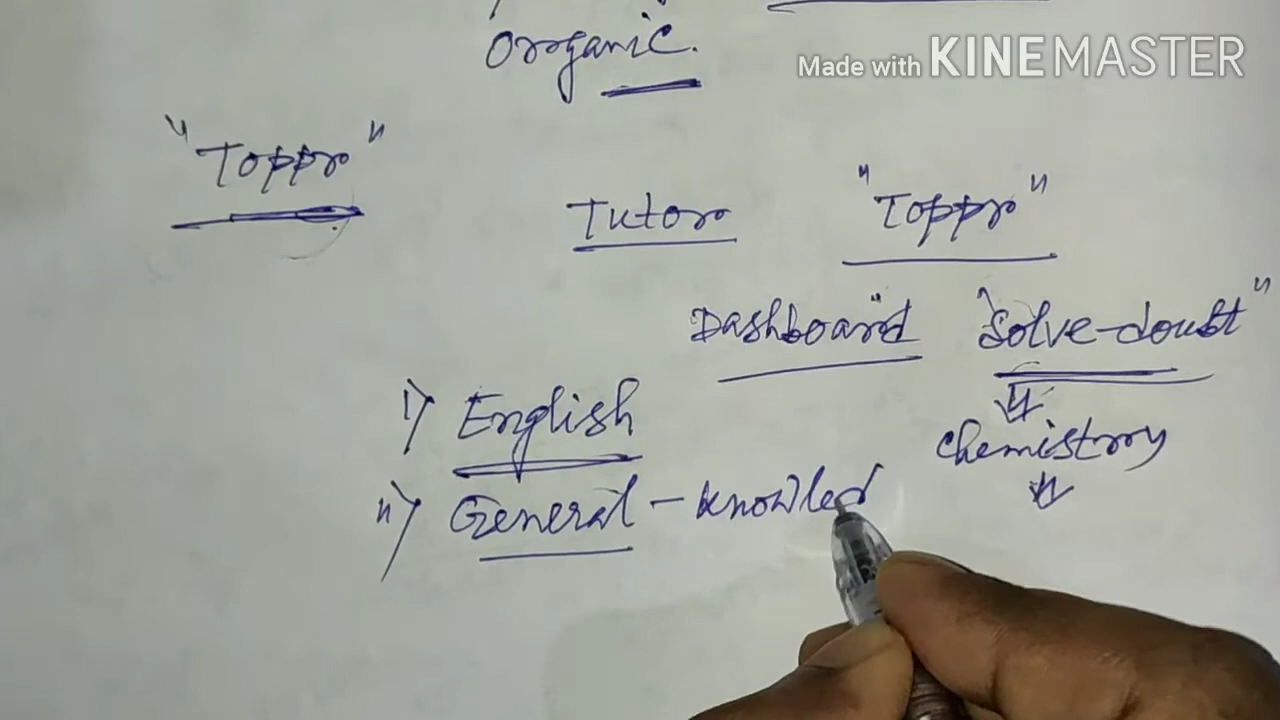 Made with KINEMASTER
Organic.
"Toppr"
Tutor "Toppr"
Dashboard "Solve-doubt"
i) English
Chemistry
ii) General - knowled